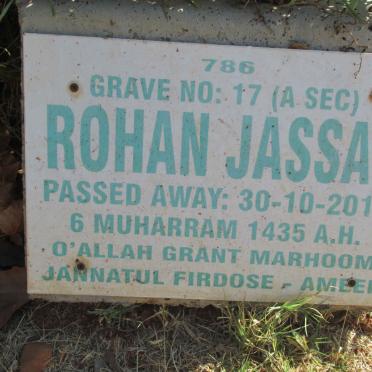 786
GRAVE NO: 17 (A SEC)
ROHAN JASSA
PASSED AWAY: 30-10-201
6 MUHARRAM 1435 A.H.
O'ALLAH GRANT MARHOOM
JANNATUL FIRDOSE - AMEE